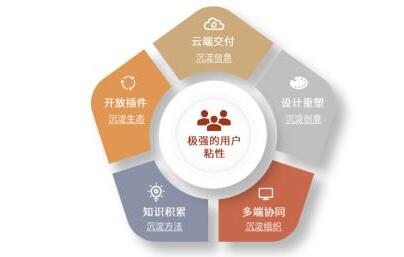 云端交付
沉淀信息
开放插件
沉淀生态
设计重塑
沉淀创意
极强的用户
粘性
知识积累
沉淀方法
多端协同
沉淀组织